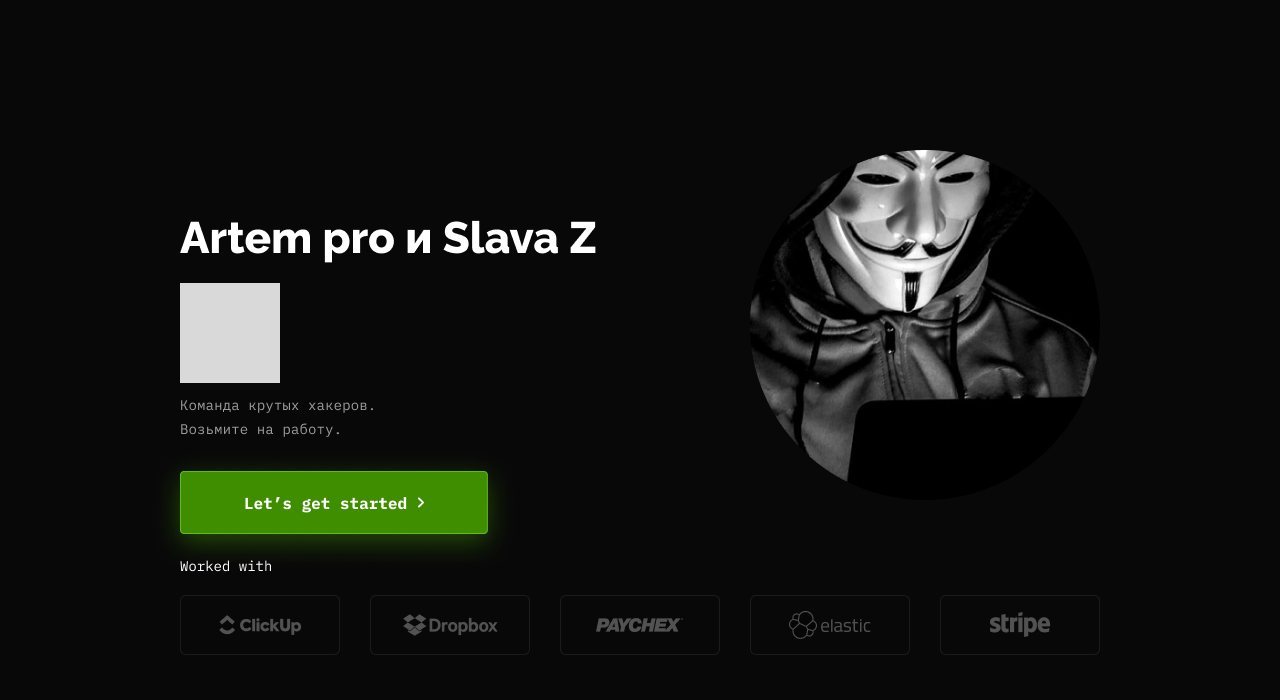 Artem pro и Slava Z
Команда крутых хакеров.
Возьмите на работу.
Let’s get started
Worked with
ClickUp
Dropbox
PAYCHEX
elastic
stripe